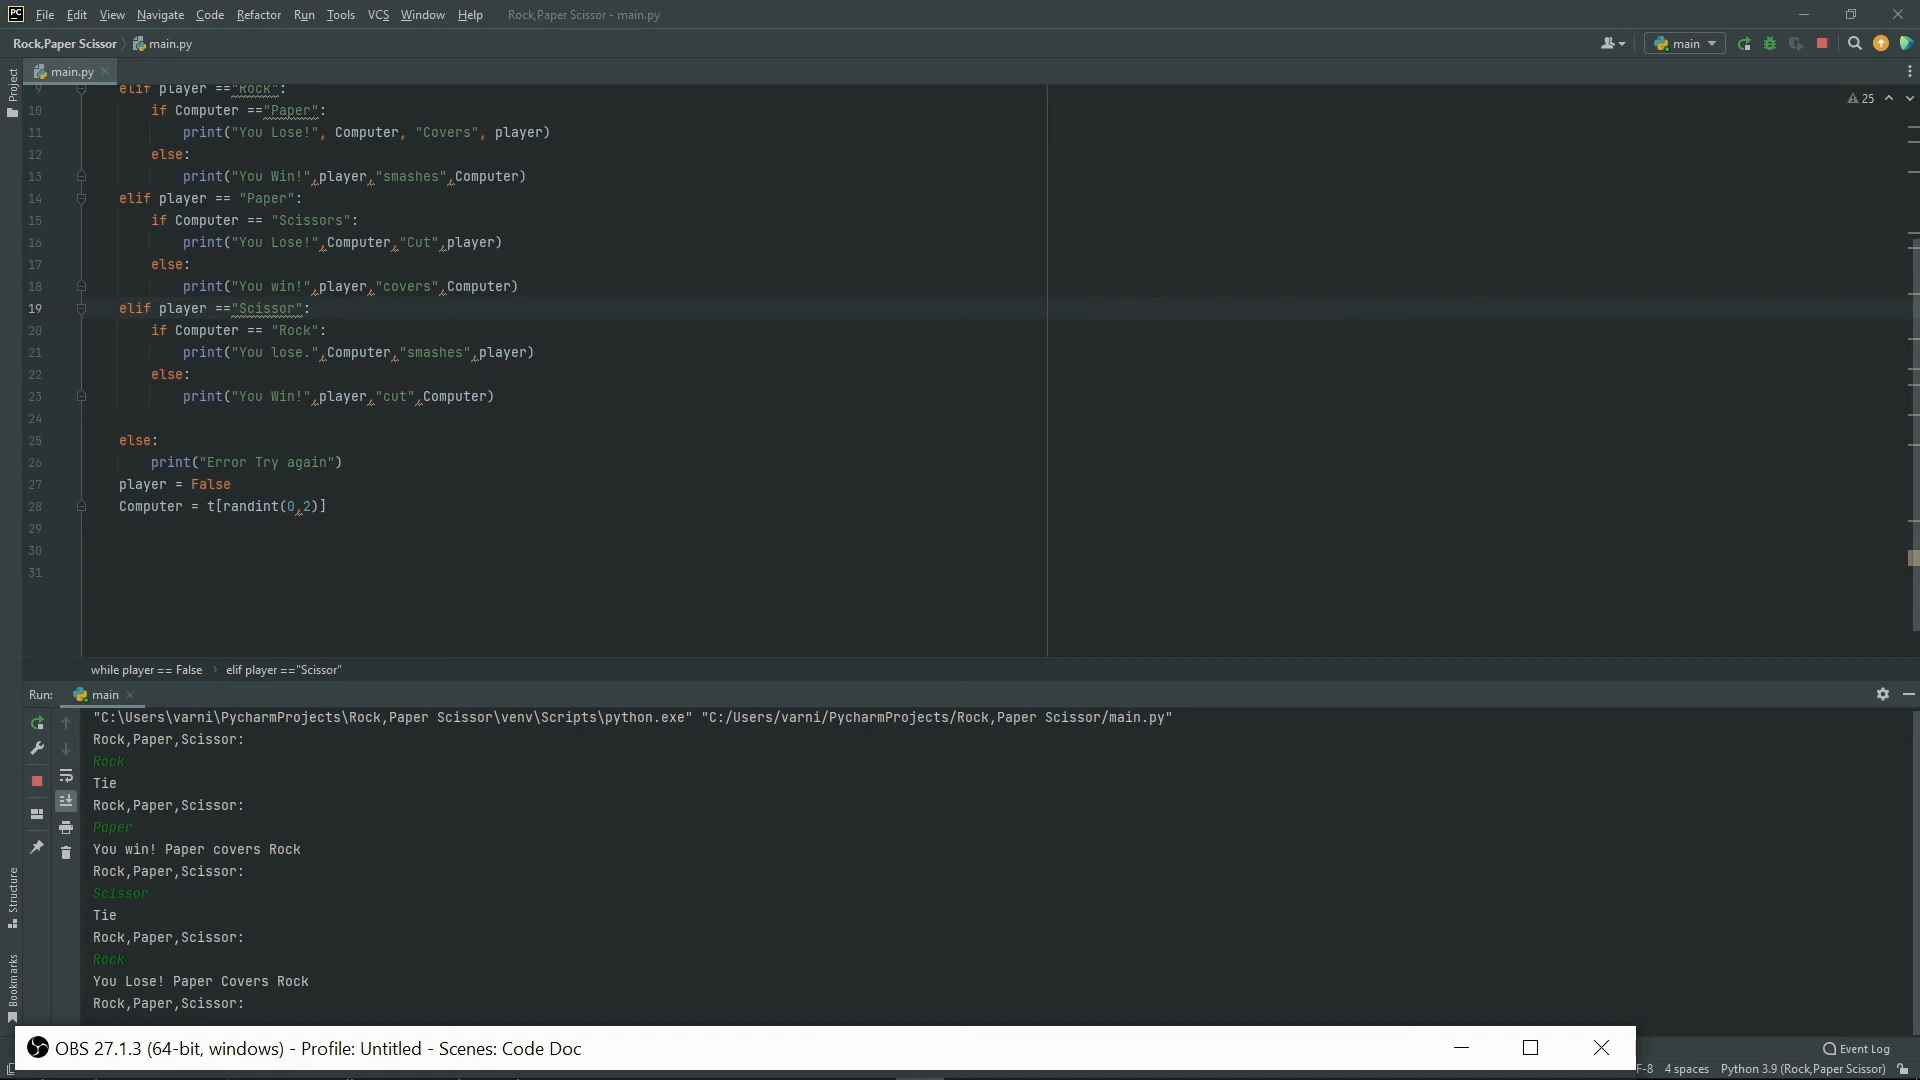 PC File Edit View Navigate Code Refactor Run Tools VCS Window Help Rock,Paper Scissor - main.py
Rock,Paper Scissor main.py
main
Project
main.py
25
9 elif player =="Rock":
10 if Computer =="Paper":
11 print("You Lose!", Computer, "Covers", player)
12 else:
13 print("You Win!",player,"smashes",Computer)
14 elif player == "Paper":
15 if Computer == "Scissors":
16 print("You Lose!",Computer,"Cut",player)
17 else:
18 print("You win!",player,"covers",Computer)
19 elif player =="Scissor":
20 if Computer == "Rock":
21 print("You lose.",Computer,"smashes",player)
22 else:
23 print("You Win!",player,"cut",Computer)
24
25 else:
26 print("Error Try again")
27 player = False
28 Computer = t[randint(0,2)]
29
30
31
while player == False elif player =="Scissor"
Run: main
"C:\Users\varni\PycharmProjects\Rock,Paper Scissor\venv\Scripts\python.exe" "C:/Users/varni/PycharmProjects/Rock,Paper Scissor/main.py"
Rock,Paper,Scissor:
Rock
Tie
Rock,Paper,Scissor:
Paper
You win! Paper covers Rock
Rock,Paper,Scissor:
Scissor
Tie
Rock,Paper,Scissor:
Rock
You Lose! Paper Covers Rock
Rock,Paper,Scissor:
Structure
Bookmarks
OBS 27.1.3 (64-bit, windows) - Profile: Untitled - Scenes: Code Doc
Event Log
F-8 4 spaces Python 3.9 (Rock,Paper Scissor)